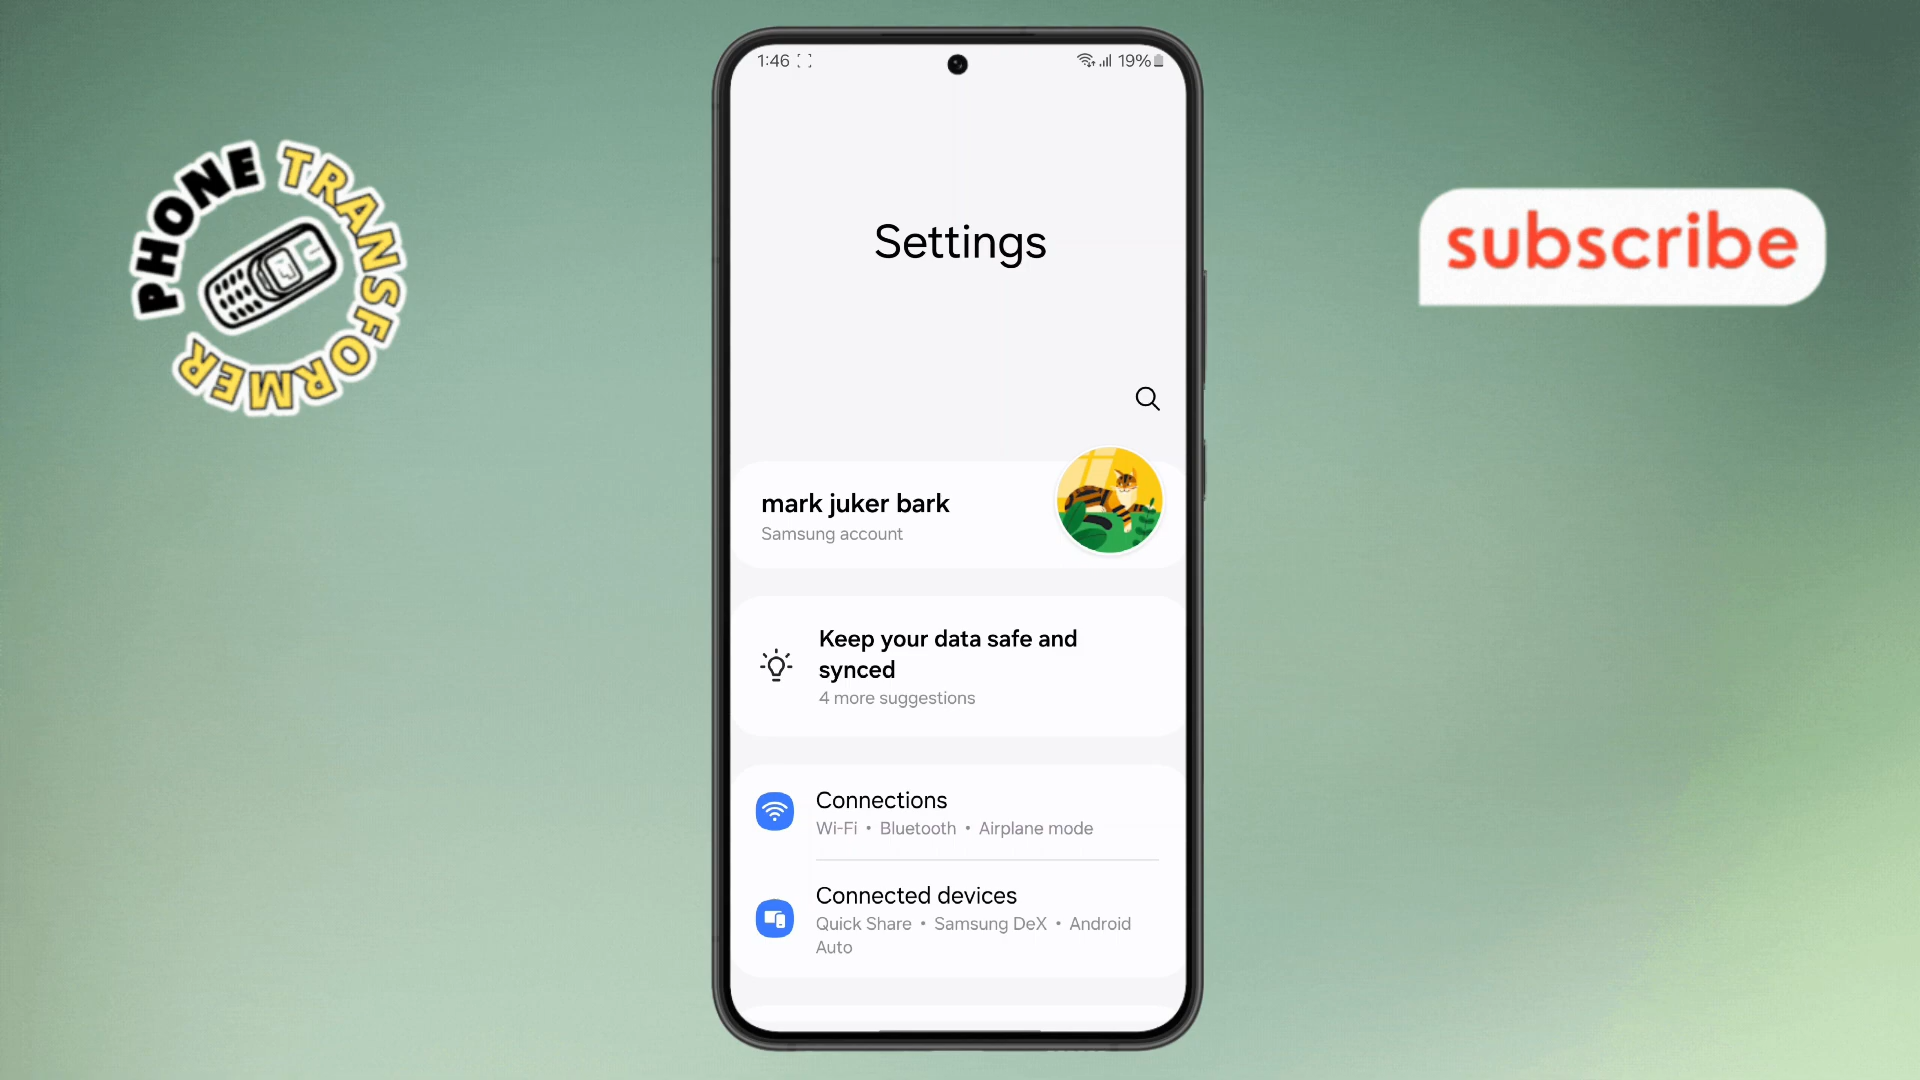 PHONE TRANSFORMER
subscribe
1:46
19%
Settings
mark juker bark
Samsung account
Keep your data safe and
synced
4 more suggestions
Connections
Wi-Fi • Bluetooth • Airplane mode
Connected devices
Quick Share • Samsung DeX • Android
Auto